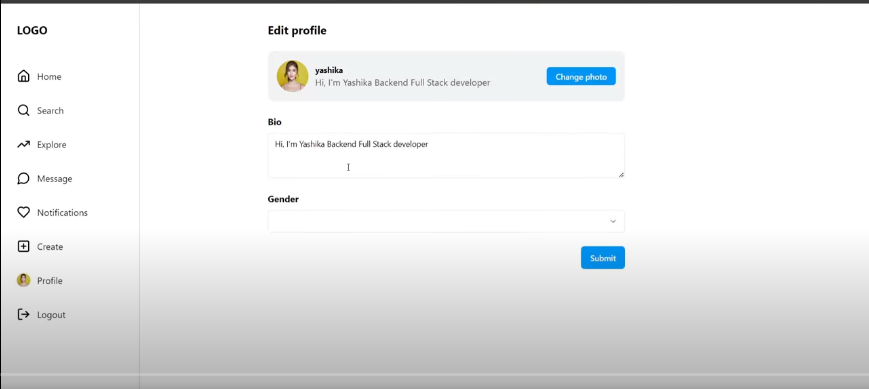 LOGO
Home
Search
Explore
Message
Notifications
Create
Profile
Logout
Edit profile
yashika
Hi, I'm Yashika Backend Full Stack developer
Change photo
Bio
Hi, I'm Yashika Backend Full Stack developer
Gender
Submit